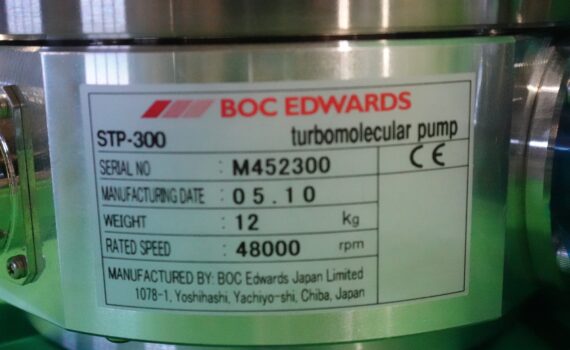 BOC EDWARDS
STP-300 turbomolecular pump
SERIAL NO : M452300 CE
MANUFACTURING DATE : 05.10
WEIGHT : 12 kg
RATED SPEED : 48000 rpm
MANUFACTURED BY: BOC Edwards Japan Limited
1078-1, Yoshihashi, Yachiyo-shi, Chiba, Japan